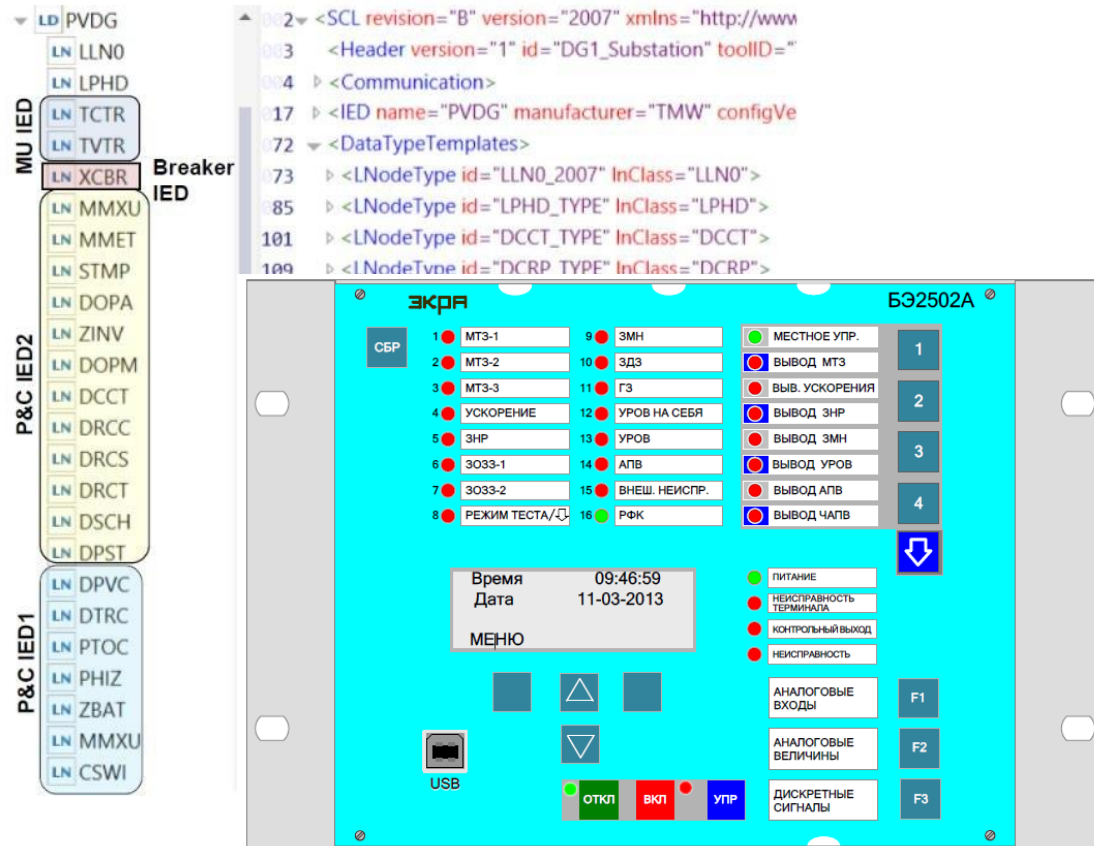 LD PVDG
LN LLN0
LN LPHD
LN TCTR
LN TVTR
LN XCBR
LN MMXU
LN MMET
LN STMP
LN DOPA
LN ZINV
LN DOPM
LN DCCT
LN DRCC
LN DRCS
LN DRCT
LN DSCH
LN DPST
LN DPVC
LN DTRC
LN PTOC
LN PHIZ
LN ZBAT
LN MMXU
LN CSWI
MU IED
Breaker
IED
P&C IED2
P&C IED1
002 <SCL revision="B" version="2007" xmlns="http://www
003 <Header version="1" id="DG1_Substation" toolID="
004 <Communication>
017 <IED name="PVDG" manufacturer="TMW" configVe
072 <DataTypeTemplates>
073 <LNodeType id="LLN0_2007" lnClass="LLN0">
085 <LNodeType id="LPHD_TYPE" lnClass="LPHD">
101 <LNodeType id="DCCT_TYPE" lnClass="DCCT">
109 <LNodeType id="DCRP_TYPE" lnClass="DCRP">
ЭКРА
БЭ2502А
СБР
1 МТЗ-1
2 МТЗ-2
3 МТЗ-3
4 УСКОРЕНИЕ
5 ЗНР
6 ЗОЗЗ-1
7 ЗОЗЗ-2
8 РЕЖИМ ТЕСТА/
9 ЗМН
10 ЗДЗ
11 ГЗ
12 УРОВ НА СЕБЯ
13 УРОВ
14 АПВ
15 ВНЕШ. НЕИСПР.
16 РФК
МЕСТНОЕ УПР.
ВЫВОД МТЗ
ВЫВ. УСКОРЕНИЯ
ВЫВОД ЗНР
ВЫВОД ЗМН
ВЫВОД УРОВ
ВЫВОД АПВ
ВЫВОД ЧАПВ
1
2
3
4
Время 09:46:59
Дата 11-03-2013
МЕНЮ
ПИТАНИЕ
НЕИСПРАВНОСТЬ
ТЕРМИНАЛА
КОНТРОЛЬНЫЙ ВЫХОД
НЕИСПРАВНОСТЬ
АНАЛОГОВЫЕ
ВХОДЫ
F1
АНАЛОГОВЫЕ
ВЕЛИЧИНЫ
F2
ДИСКРЕТНЫЕ
СИГНАЛЫ
F3
USB
ОТКЛ
ВКЛ
УПР